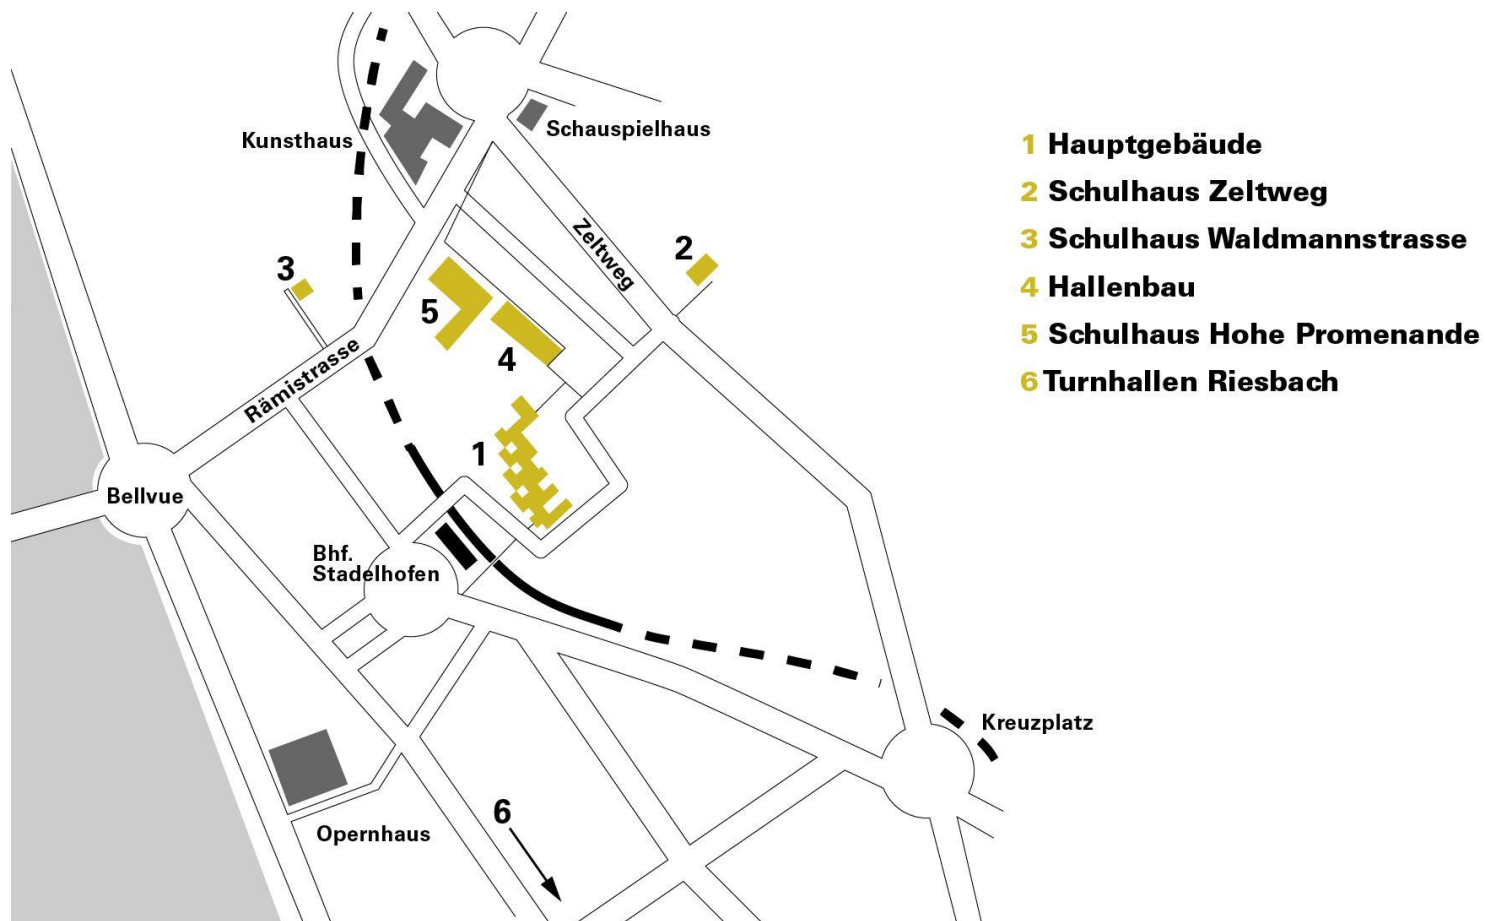 Kunsthaus
Schauspielhaus
Zeltweg
2
3
5
4
Rämistrasse
1
Bellvue
Bhf.
Stadelhofen
Kreuzplatz
6
Opernhaus
1 Hauptgebäude
2 Schulhaus Zeltweg
3 Schulhaus Waldmannstrasse
4 Hallenbau
5 Schulhaus Hohe Promenande
6 Turnhallen Riesbach